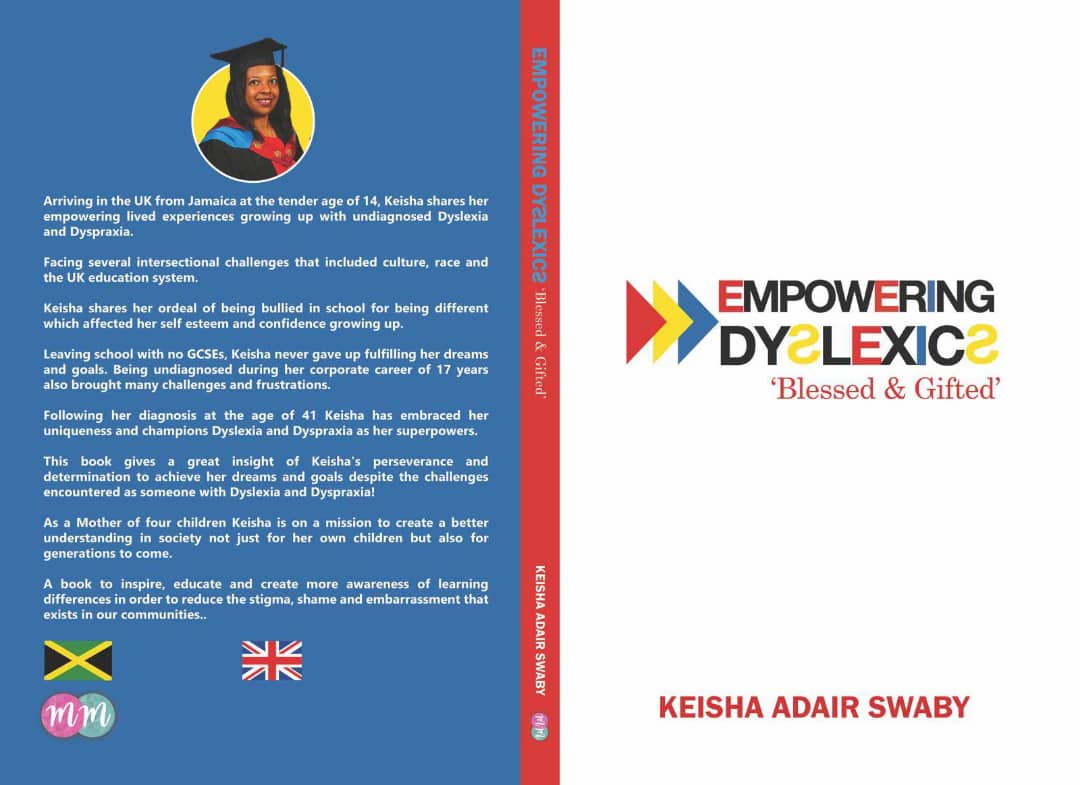 Arriving in the UK from Jamaica at the tender age of 14, Keisha shares her
empowering lived experiences growing up with undiagnosed Dyslexia
and Dyspraxia.
Facing several intersectional challenges that included culture, race and
the UK education system.
Keisha shares her ordeal of being bullied in school for being different
which affected her self esteem and confidence growing up.
Leaving school with no GCSEs, Keisha never gave up fulfilling her dreams
and goals. Being undiagnosed during her corporate career of 17 years
also brought many challenges and frustrations.
Following her diagnosis at the age of 41 Keisha has embraced her
uniqueness and champions Dyslexia and Dyspraxia as her superpowers.
This book gives a great insight of Keisha's perseverance and
determination to achieve her dreams and goals despite the challenges
encountered as someone with Dyslexia and Dyspraxia!
As a Mother of four children Keisha is on a mission to create a better
understanding in society not just for her own children but also for
generations to come.
A book to inspire, educate and create more awareness of learning
differences in order to reduce the stigma, shame and embarrassment that
exists in our communities..
MM
EMPOWERING DYSLEXICS 'Blessed & Gifted'
KEISHA ADAIR SWABY
MM
EMPOWERING
DYSLEXICS
‘Blessed & Gifted’
KEISHA ADAIR SWABY